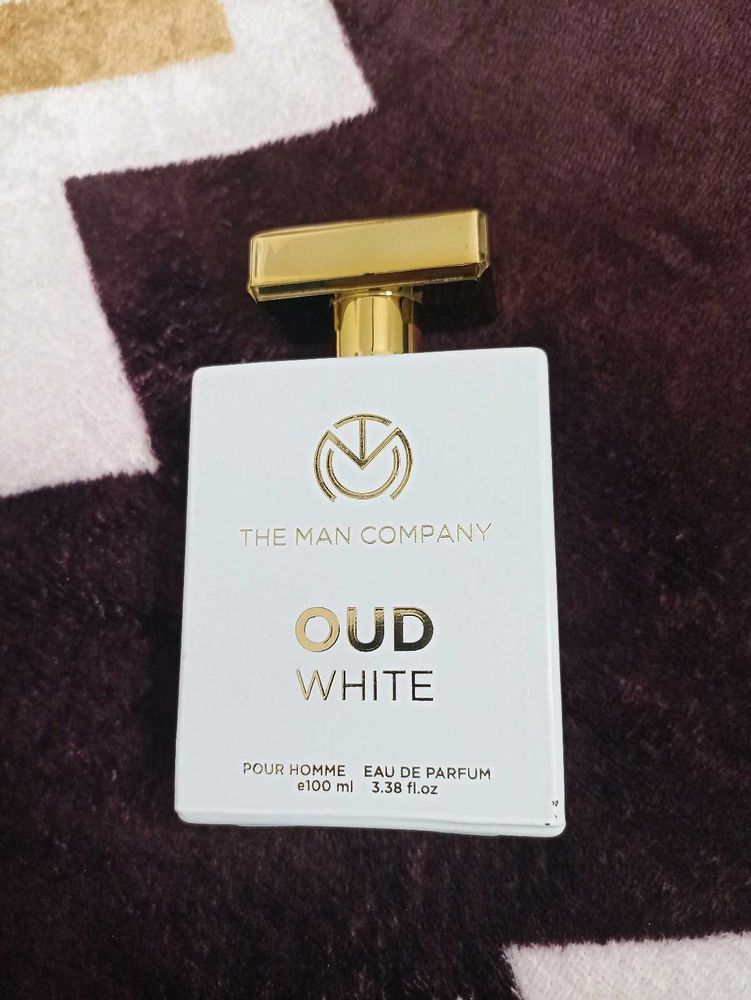 THE MAN COMPANY
OUD
WHITE
POUR HOMME EAU DE PARFUM
e100 ml 3.38 fl.oz